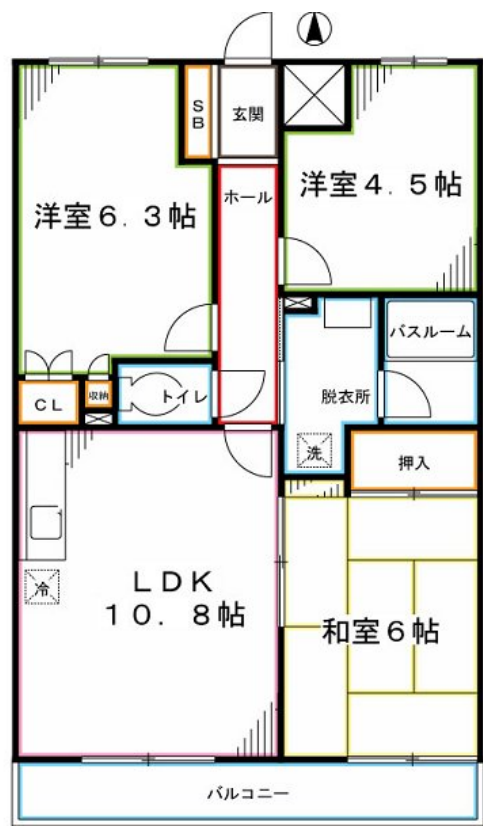 SB
玄関
ホール
洋室6.3帖
洋室4.5帖
バスルーム
脱衣所
CL
収納
トイレ
洗
押入
冷
LDK
10.8帖
和室6帖
バルコニー